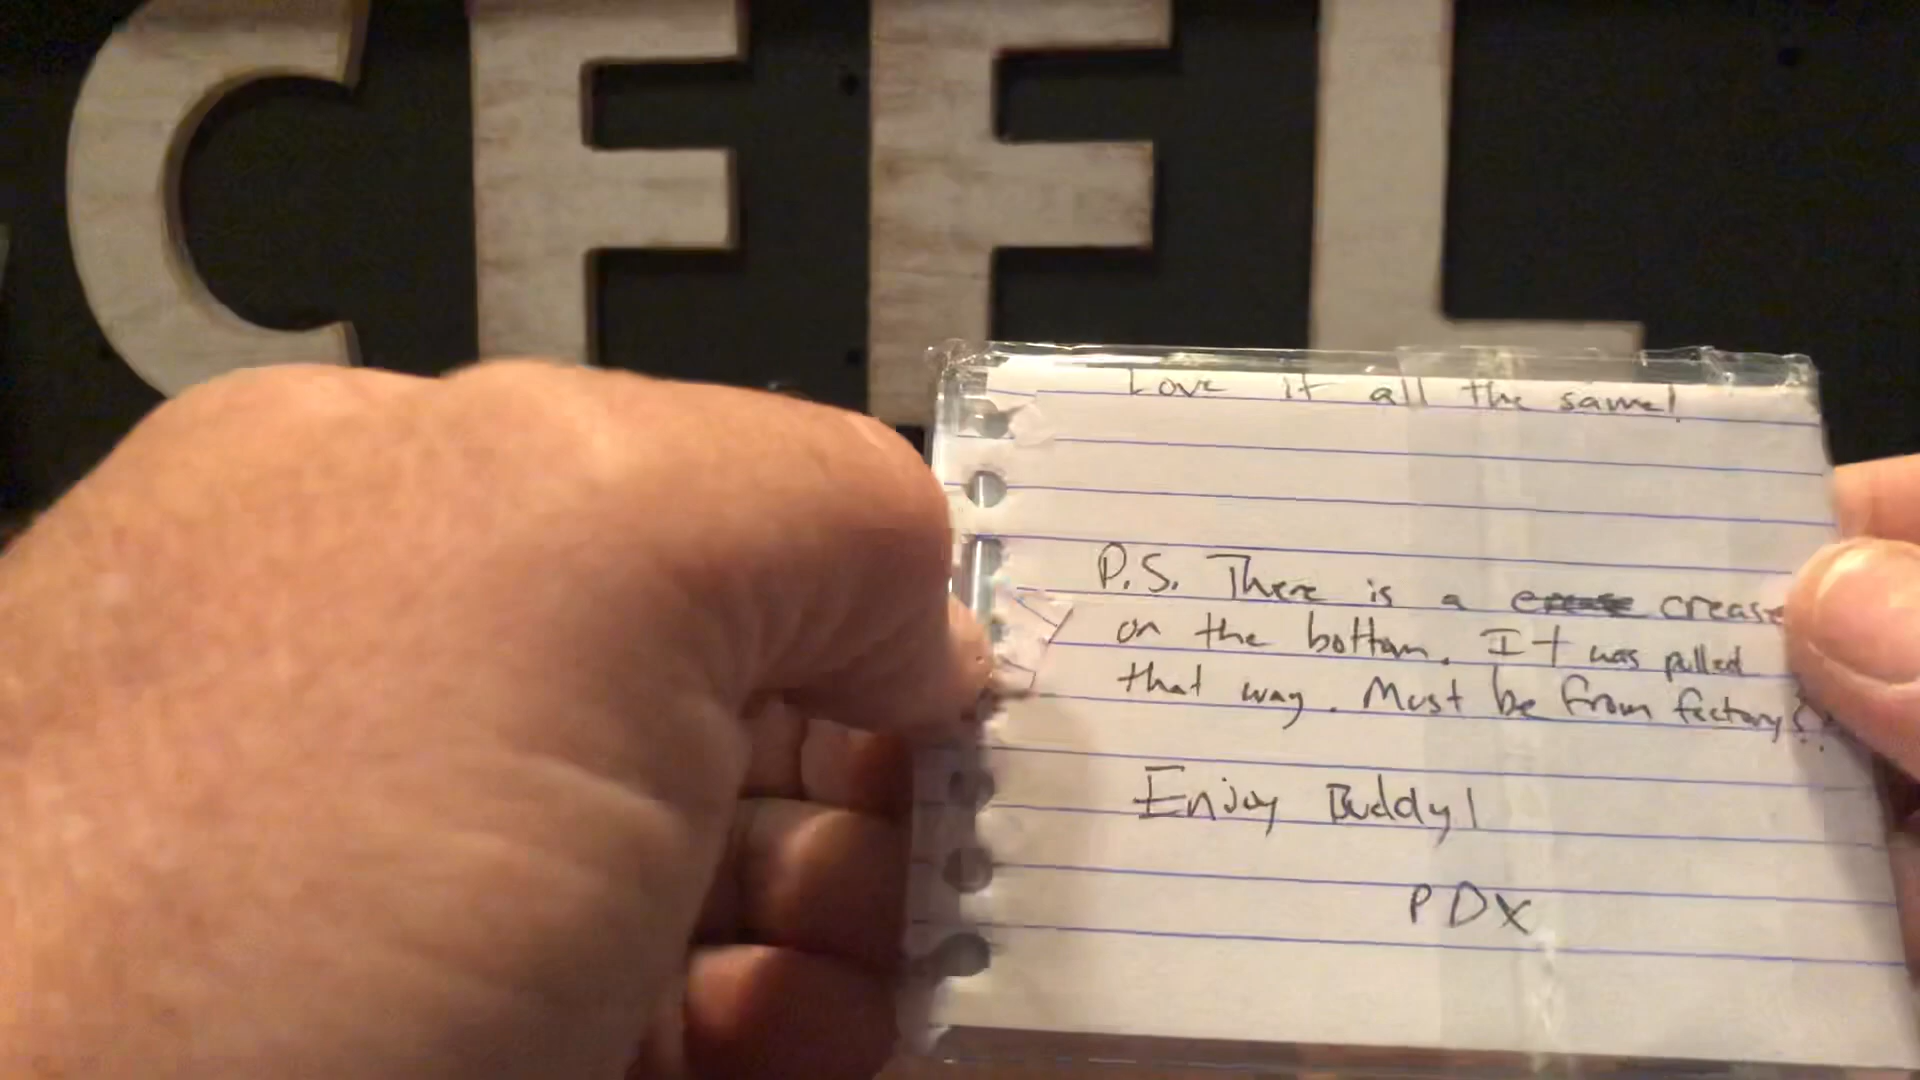 CFFL
Love it all the same!
P.S. There is a crease
on the bottom. It was pulled
that way. Must be from factory?
Enjoy Buddy!
PDX